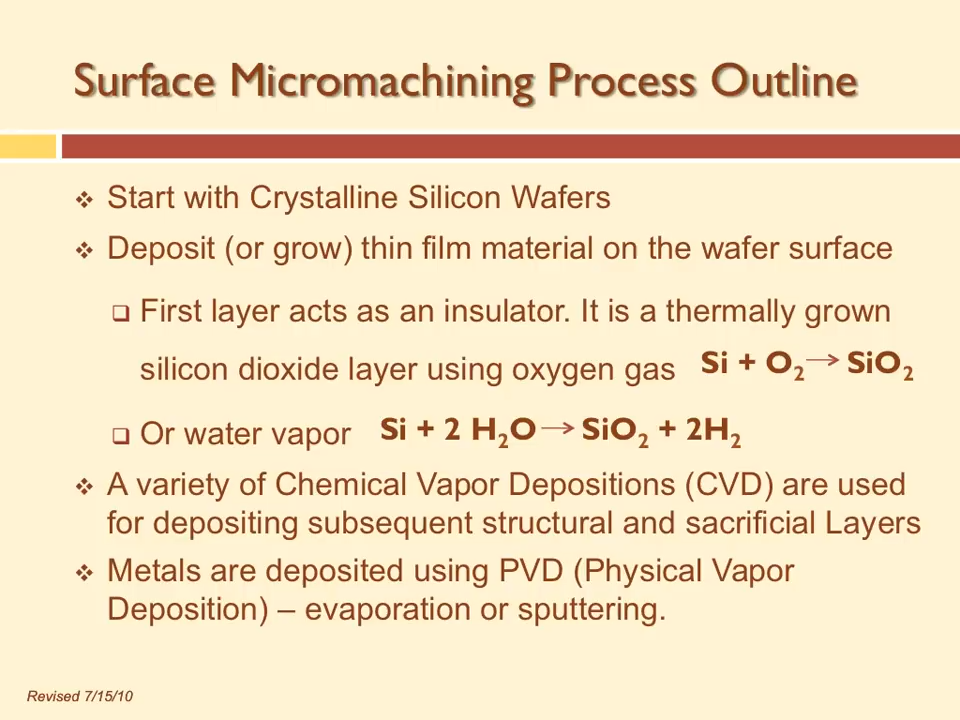 Surface Micromachining Process Outline
❖ Start with Crystalline Silicon Wafers
❖ Deposit (or grow) thin film material on the wafer surface
❑ First layer acts as an insulator. It is a thermally grown
silicon dioxide layer using oxygen gas Si + O₂ → SiO₂
❑ Or water vapor Si + 2 H₂O → SiO₂ + 2H₂
❖ A variety of Chemical Vapor Depositions (CVD) are used
for depositing subsequent structural and sacrificial Layers
❖ Metals are deposited using PVD (Physical Vapor
Deposition) – evaporation or sputtering.
Revised 7/15/10